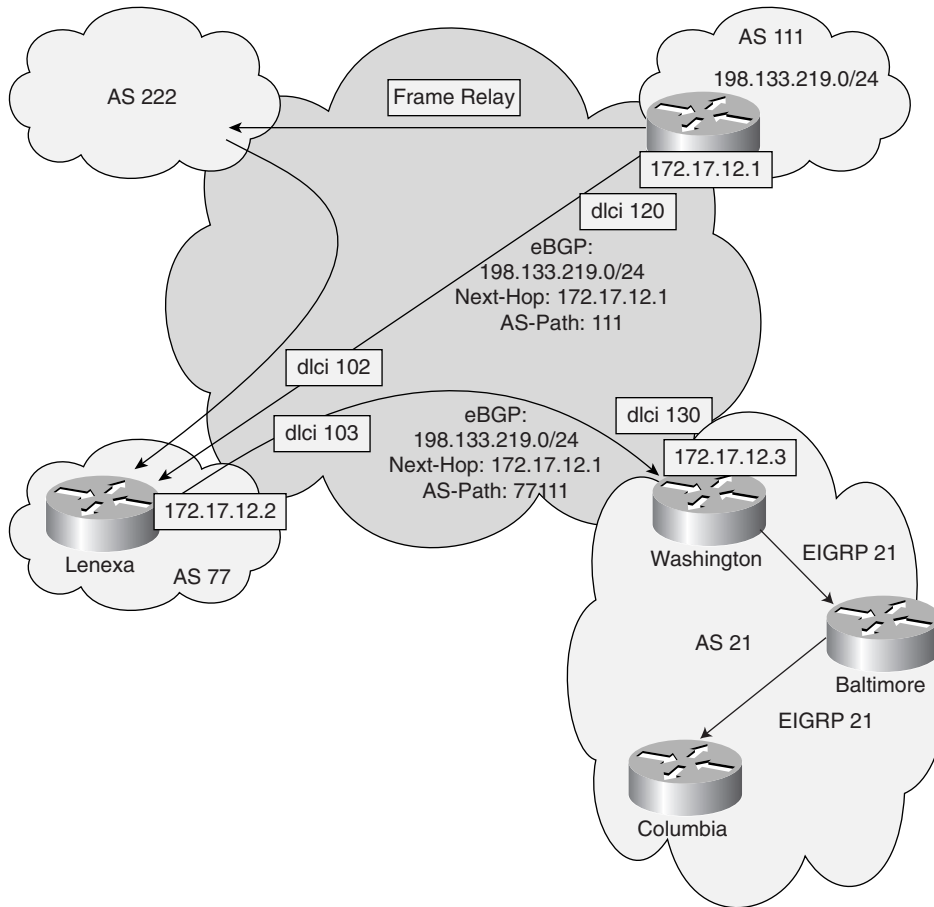 AS 111
198.133.219.0/24
AS 222
Frame Relay
172.17.12.1
dlci 120
eBGP:
198.133.219.0/24
Next-Hop: 172.17.12.1
AS-Path: 111
dlci 102
dlci 103
eBGP:
198.133.219.0/24
Next-Hop: 172.17.12.1
AS-Path: 77111
dlci 130
172.17.12.3
172.17.12.2
Lenexa
AS 77
Washington
EIGRP 21
AS 21
Baltimore
EIGRP 21
Columbia